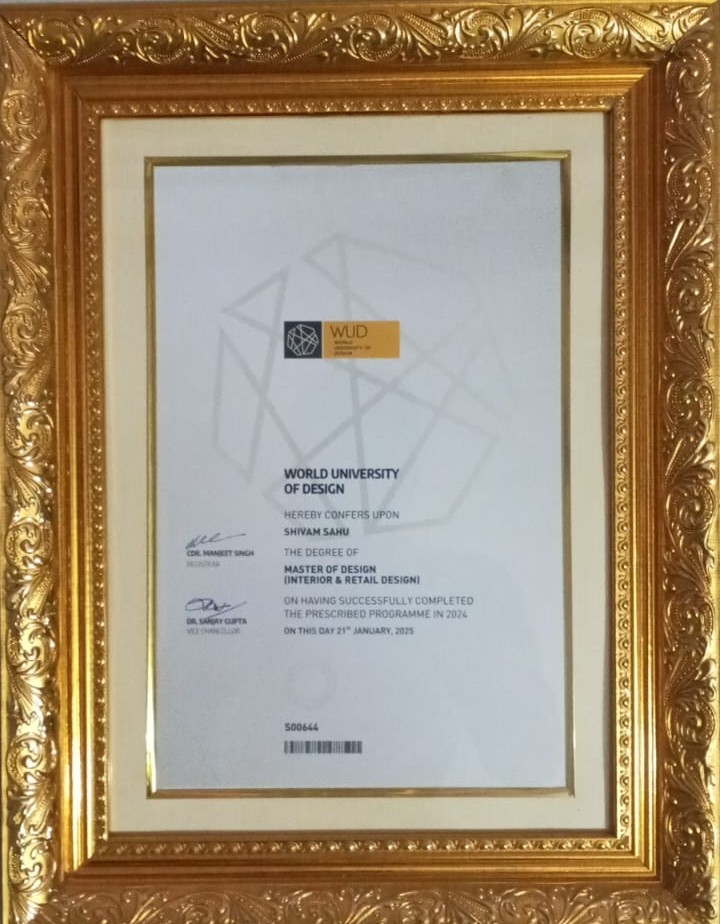 WUD
WORLD
UNIVERSITY OF
DESIGN
WORLD UNIVERSITY
OF DESIGN
HEREBY CONFERS UPON
SHIVAM SAHU
THE DEGREE OF
MASTER OF DESIGN
(INTERIOR & RETAIL DESIGN)
ON HAVING SUCCESSFULLY COMPLETED
THE PRESCRIBED PROGRAMME IN 2024
ON THIS DAY 21ST JANUARY, 2025
CDR. MANJEET SINGH
REGISTRAR
DR. SANJAY GUPTA
VICE CHANCELLOR
S00644